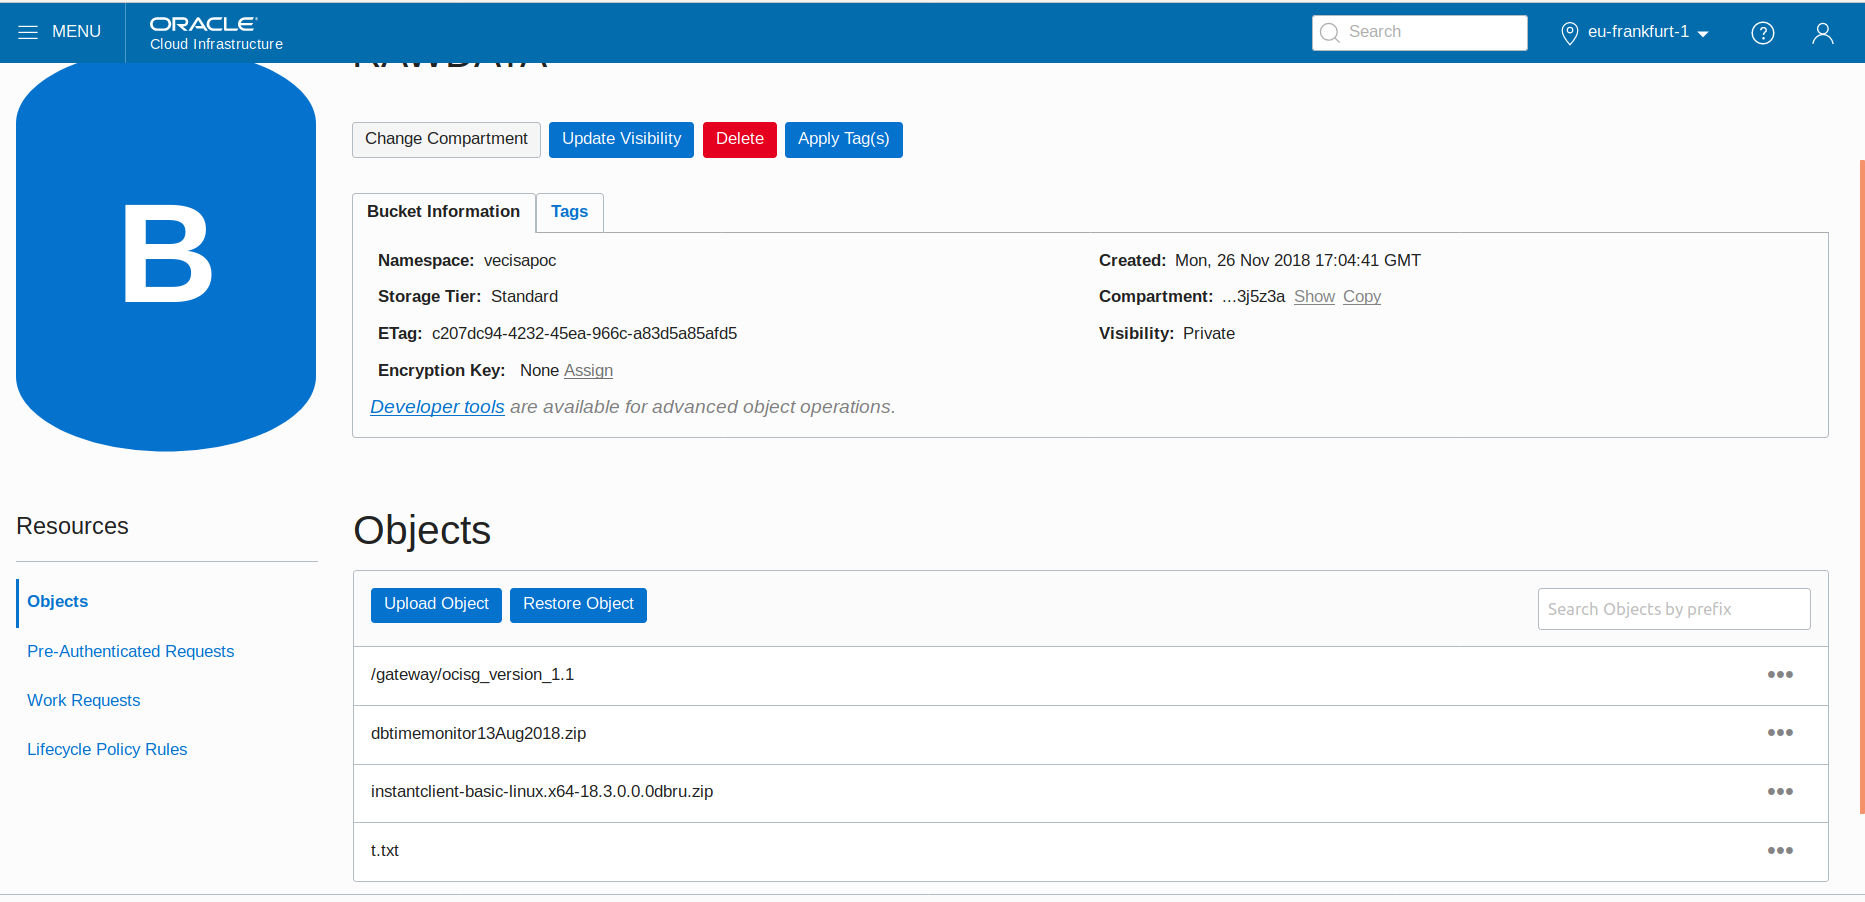 MENU
ORACLE
Cloud Infrastructure
Search
eu-frankfurt-1
RAWDATA
B
Change Compartment
Update Visibility
Delete
Apply Tag(s)
Bucket Information
Tags
Namespace: vecisapoc
Created: Mon, 26 Nov 2018 17:04:41 GMT
Storage Tier: Standard
Compartment: ...3j5z3a Show Copy
ETag: c207dc94-4232-45ea-966c-a83d5a85afd5
Visibility: Private
Encryption Key: None Assign
Developer tools are available for advanced object operations.
Resources
Objects
Pre-Authenticated Requests
Work Requests
Lifecycle Policy Rules
Objects
Upload Object
Restore Object
Search Objects by prefix
/gateway/ocisg_version_1.1
dbtimemonitor13Aug2018.zip
instantclient-basic-linux.x64-18.3.0.0.0dbru.zip
t.txt